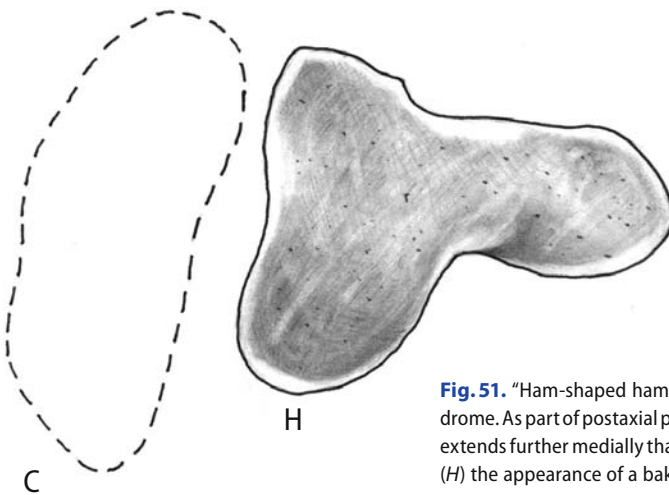 H
C
Fig. 51. “Ham-shaped ham
drome. As part of postaxial p
extends further medially tha
(H) the appearance of a bak